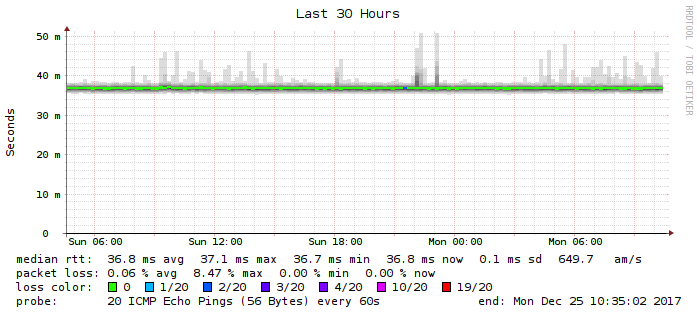 Last 30 Hours
RRDTOOL / TOBI OETIKER
Seconds
50 m
40 m
30 m
20 m
10 m
0
Sun 06:00 Sun 12:00 Sun 18:00 Mon 00:00 Mon 06:00
median rtt: 36.8 ms avg 37.1 ms max 36.7 ms min 36.8 ms now 0.1 ms sd 649.7 am/s
packet loss: 0.06 % avg 8.47 % max 0.00 % min 0.00 % now
loss color: 0 1/20 2/20 3/20 4/20 10/20 19/20
probe: 20 ICMP Echo Pings (56 Bytes) every 60s end: Mon Dec 25 10:35:02 2017